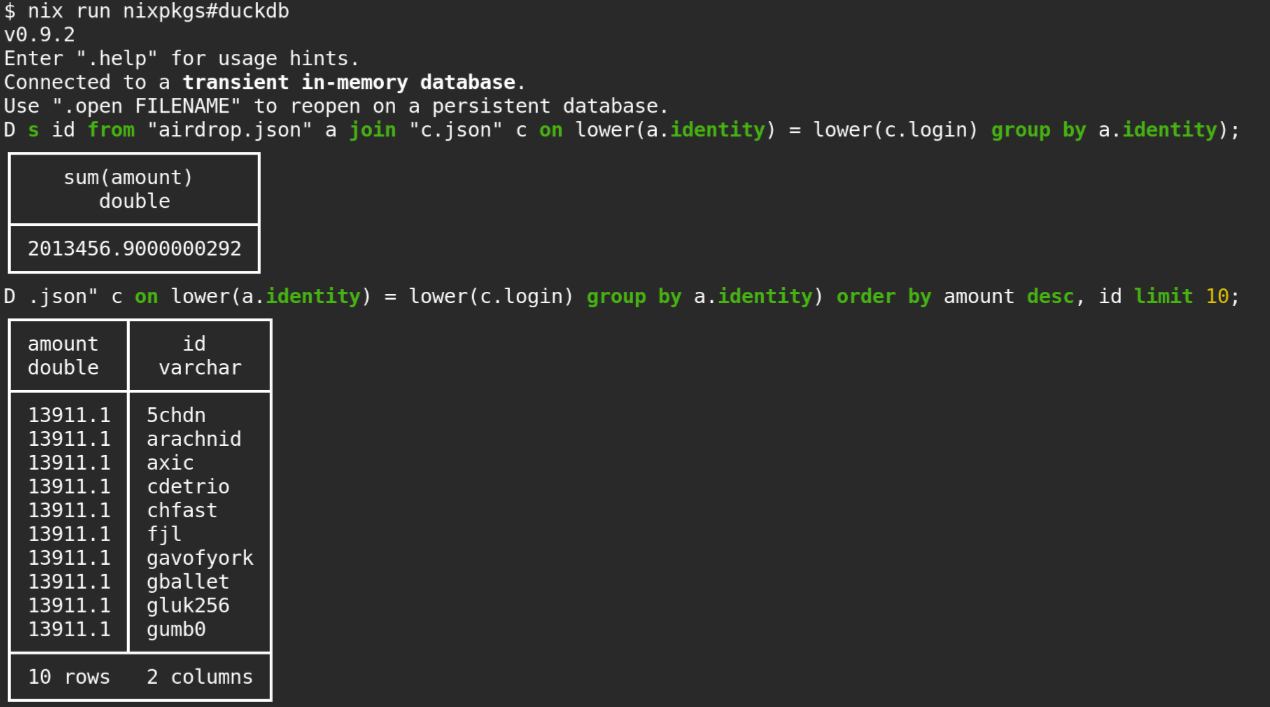 $ nix run nixpkgs#duckdb
v0.9.2
Enter ".help" for usage hints.
Connected to a transient in-memory database.
Use ".open FILENAME" to reopen on a persistent database.
D s id from "airdrop.json" a join "c.json" c on lower(a.identity) = lower(c.login) group by a.identity);
sum(amount)
double
2013456.9000000292
D .json" c on lower(a.identity) = lower(c.login) group by a.identity) order by amount desc, id limit 10;
amount id
double varchar
13911.1 5chdn
13911.1 arachnid
13911.1 axic
13911.1 cdetrio
13911.1 chfast
13911.1 fjl
13911.1 gavofyork
13911.1 gballet
13911.1 gluk256
13911.1 gumb0
10 rows 2 columns